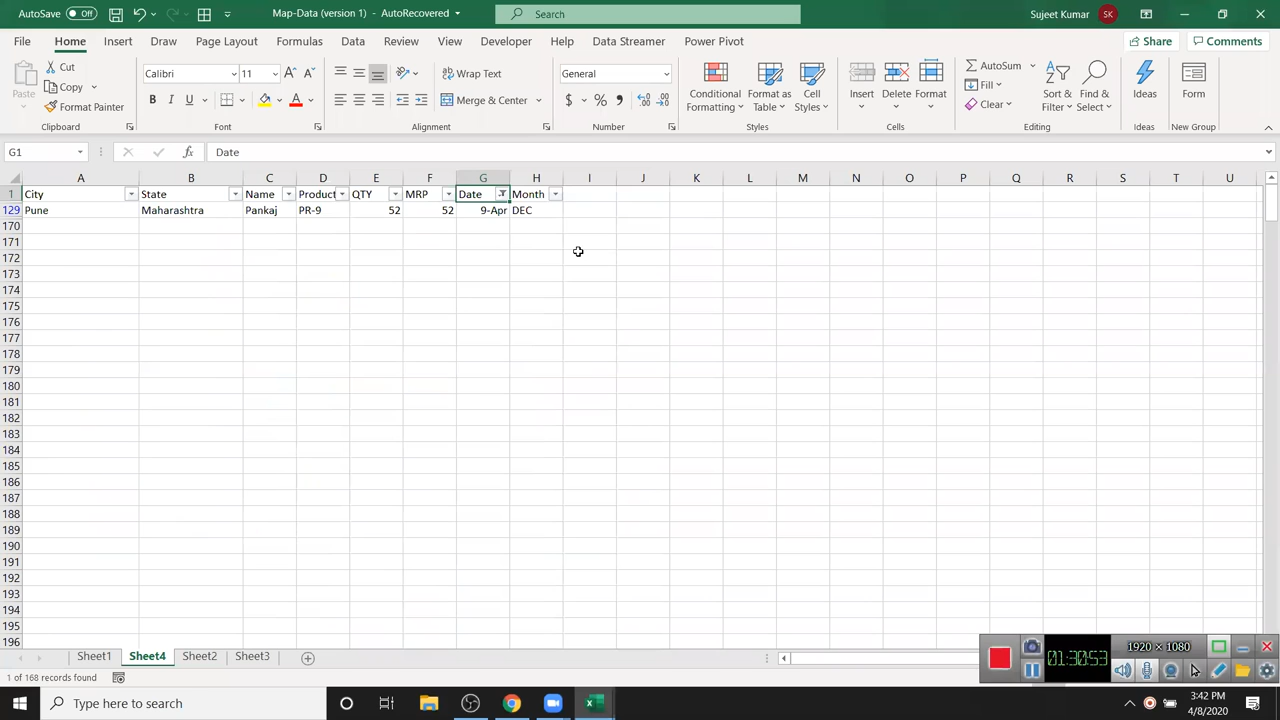 AutoSave Off Map-Data (version 1) - AutoRecovered Search Sujeet Kumar SK
File Home Insert Draw Page Layout Formulas Data Review View Developer Help Data Streamer Power Pivot Share Comments
Paste Cut Copy Format Painter Clipboard
Calibri 11 B I U A Font
Wrap Text Merge & Center Alignment
General $ % Number
Conditional Formatting Format as Table Cell Styles Styles
Insert Delete Format Cells
AutoSum Fill Clear Sort & Filter Find & Select Editing
Ideas Ideas
Form New Group
G1 fx Date
A B C D E F G H I J K L M N O P Q R S T U
1 City State Name Product QTY MRP Date Month
129 Pune Maharashtra Pankaj PR-9 52 52 9-Apr DEC
170
171
172
173
174
175
176
177
178
179
180
181
182
183
184
185
186
187
188
189
190
191
192
193
194
195
196
Sheet1 Sheet4 Sheet2 Sheet3
1 of 168 records found
01:30:53 1920 × 1080
Type here to search
3:42 PM
4/8/2020